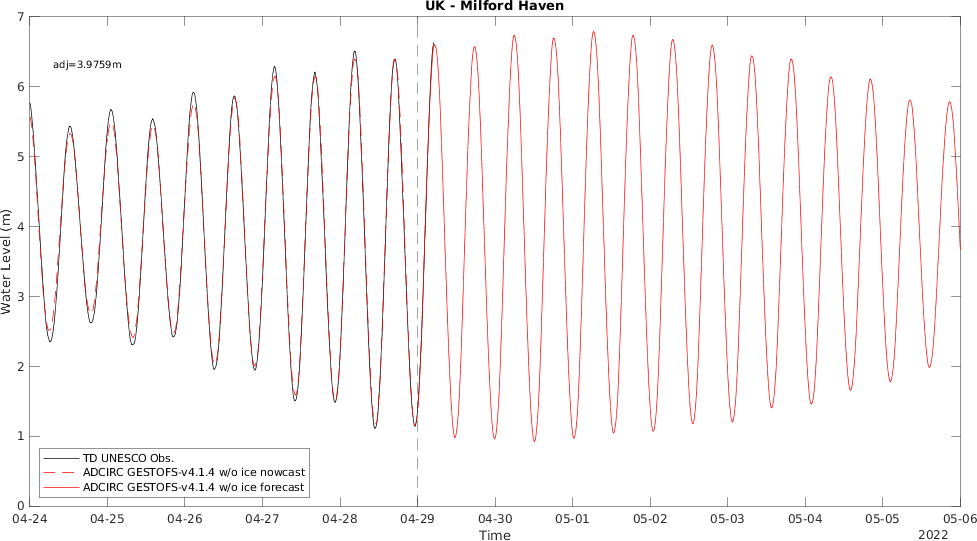 UK - Milford Haven
adj=3.9759m
7
6
5
4
3
2
1
0
Water Level (m)
TD UNESCO Obs.
ADCIRC GESTOFS-v4.1.4 w/o ice nowcast
ADCIRC GESTOFS-v4.1.4 w/o ice forecast
04-24 04-25 04-26 04-27 04-28 04-29 04-30 05-01 05-02 05-03 05-04 05-05 05-06
Time
2022